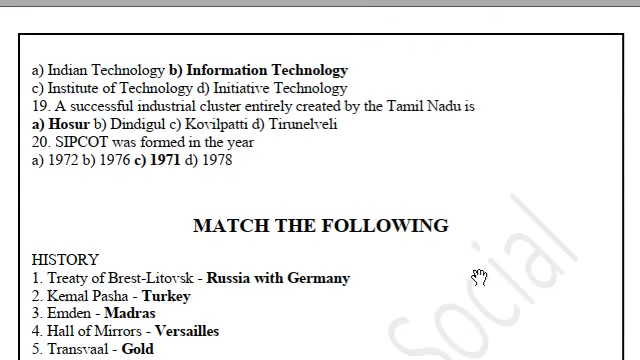 a) Indian Technology b) Information Technology
c) Institute of Technology d) Initiative Technology
19. A successful industrial cluster entirely created by the Tamil Nadu is
a) Hosur b) Dindigul c) Kovilpatti d) Tirunelveli
20. SIPCOT was formed in the year
a) 1972 b) 1976 c) 1971 d) 1978
MATCH THE FOLLOWING
HISTORY
1. Treaty of Brest-Litovsk - Russia with Germany
2. Kemal Pasha - Turkey
3. Emden - Madras
4. Hall of Mirrors - Versailles
5. Transvaal - Gold
Social